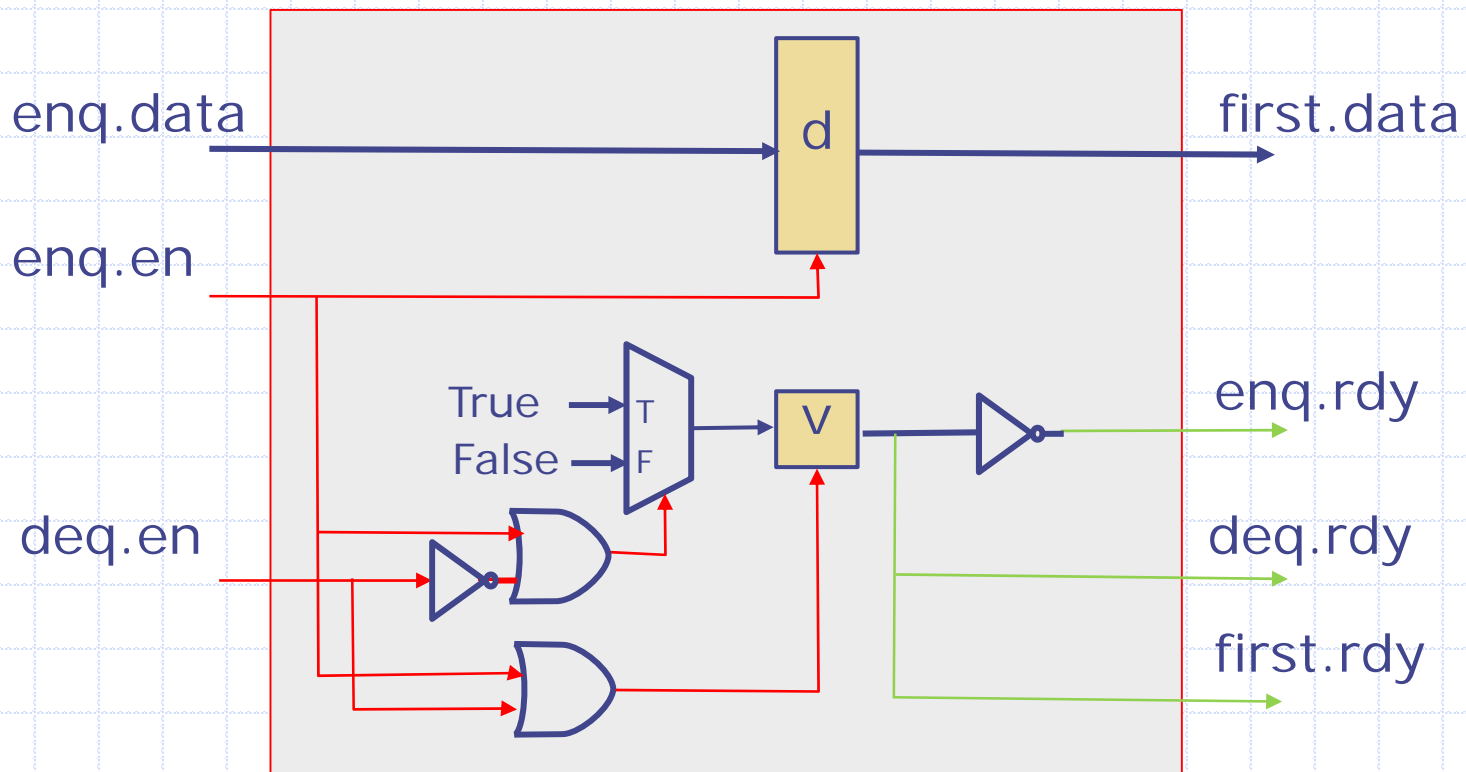 enq.data
d
first.data
enq.en
True
T
v
enq.rdy
False
F
deq.en
deq.rdy
first.rdy